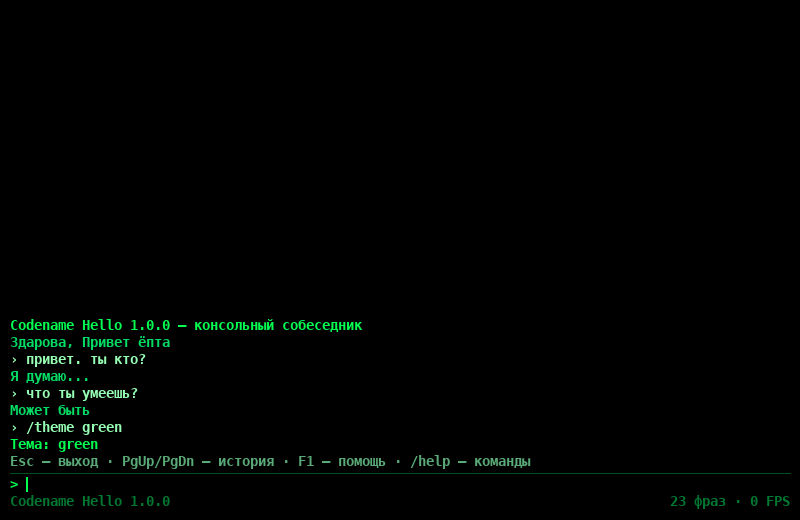 Codename Hello 1.0.0 — консольный собеседник
Здарова, Привет ёпта
› привет. ты кто?
Я думаю...
› что ты умеешь?
Может быть
› /theme green
Тема: green
Esc — выход · PgUp/PgDn — история · F1 — помощь · /help — команды
>
Codename Hello 1.0.0 23 фраз · 0 FPS